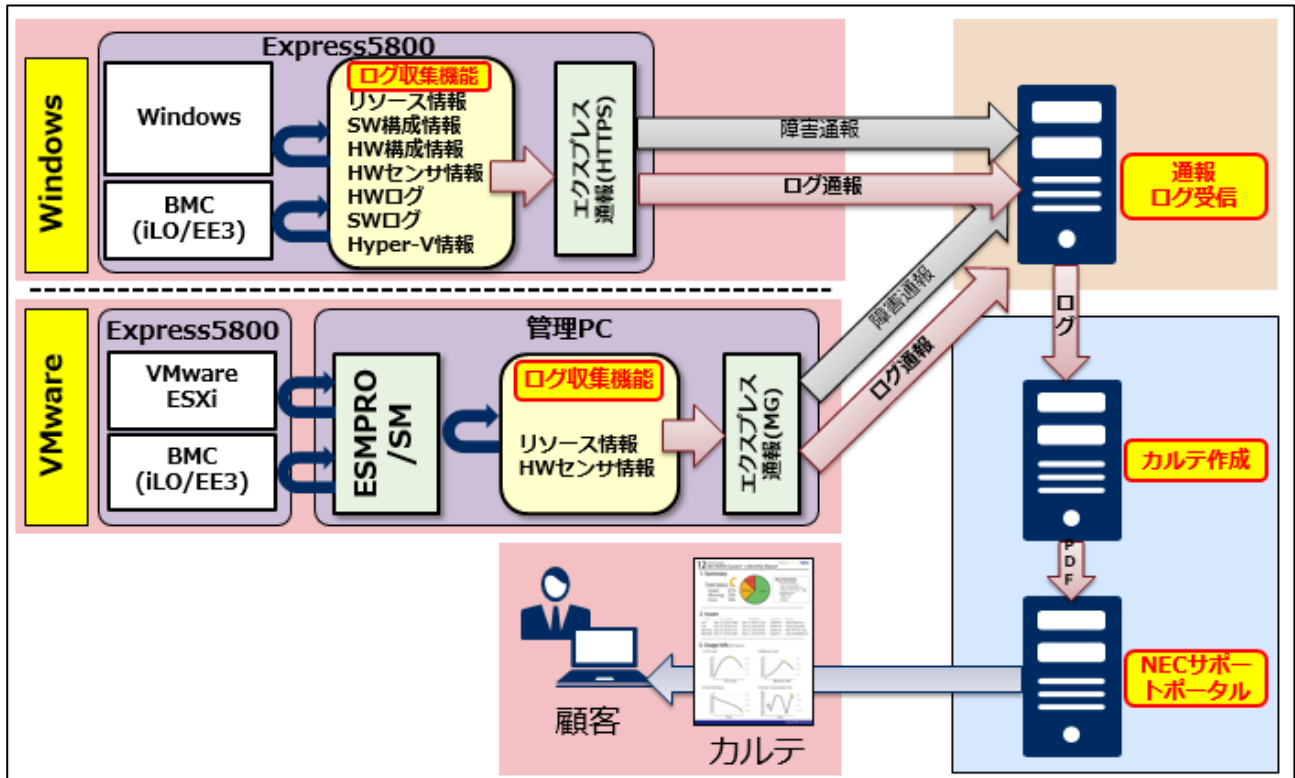 Windows
Express5800
Windows
BMC
(iLO/EE3)
ログ収集機能
リソース情報
SW構成情報
HW構成情報
HWセンサ情報
HWログ
SWログ
Hyper-V情報
エクスプレス
通報(HTTPS)
障害通報
ログ通報
通報
ログ受信
VMware
Express5800
VMware
ESXi
BMC
(iLO/EE3)
管理PC
ESMPRO
/SM
ログ収集機能
リソース情報
HWセンサ情報
エクスプレス
通報(MG)
障害通報
ログ通報
ログ
カルテ作成
PDF
NECサポー
トポータル
顧客
カルテ
1. Summary
2. Issues